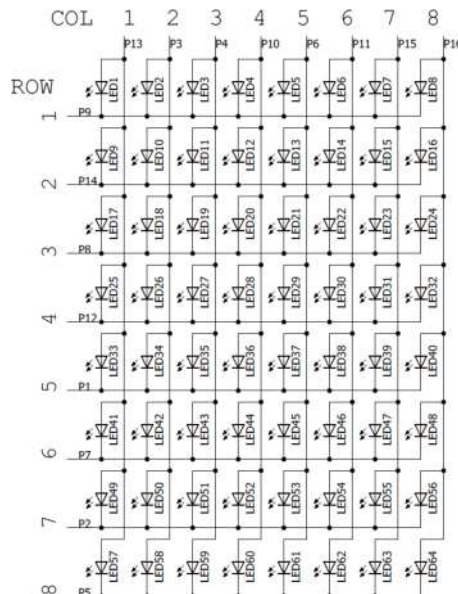 COL 1 2 3 4 5 6 7 8
P13 P3 P4 P10 P6 P11 P15 P16
ROW
LED1 LED2 LED3 LED4 LED5 LED6 LED7 LED8
1 P9
LED9 LED10 LED11 LED12 LED13 LED14 LED15 LED16
2 P14
LED17 LED18 LED19 LED20 LED21 LED22 LED23 LED24
3 P8
LED25 LED26 LED27 LED28 LED29 LED30 LED31 LED32
4 P12
LED33 LED34 LED35 LED36 LED37 LED38 LED39 LED40
5 P1
LED41 LED42 LED43 LED44 LED45 LED46 LED47 LED48
6 P7
LED49 LED50 LED51 LED52 LED53 LED54 LED55 LED56
7 P2
LED57 LED58 LED59 LED60 LED61 LED62 LED63 LED64
8 P5